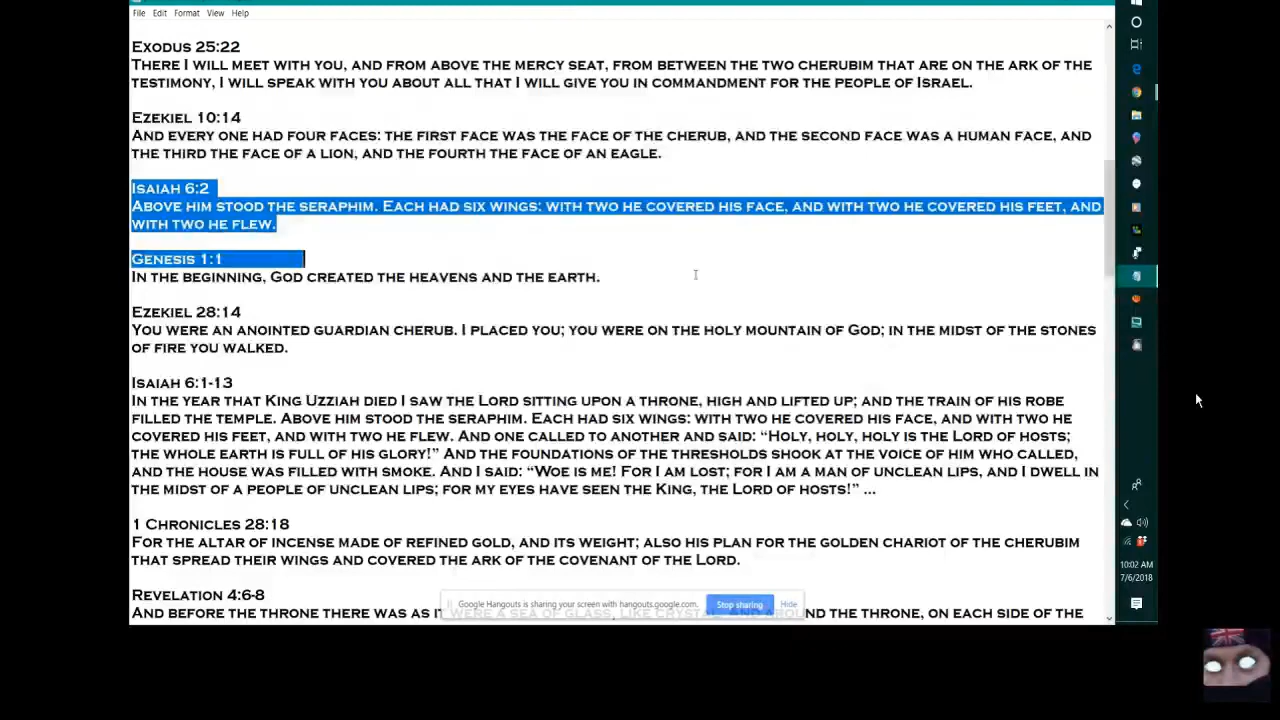 File Edit Format View Help
Exodus 25:22
There I will meet with you, and from above the mercy seat, from between the two cherubim that are on the ark of the
testimony, I will speak with you about all that I will give you in commandment for the people of Israel.
Ezekiel 10:14
And every one had four faces: the first face was the face of the cherub, and the second face was a human face, and
the third the face of a lion, and the fourth the face of an eagle.
Isaiah 6:2
Above him stood the seraphim. Each had six wings: with two he covered his face, and with two he covered his feet, and
with two he flew.
Genesis 1:1
In the beginning, God created the heavens and the earth.
Ezekiel 28:14
You were an anointed guardian cherub. I placed you; you were on the holy mountain of God; in the midst of the stones
of fire you walked.
Isaiah 6:1-13
In the year that King Uzziah died I saw the Lord sitting upon a throne, high and lifted up; and the train of his robe
filled the temple. Above him stood the seraphim. Each had six wings: with two he covered his face, and with two he
covered his feet, and with two he flew. And one called to another and said: “Holy, holy, holy is the Lord of hosts;
the whole earth is full of his glory!” And the foundations of the thresholds shook at the voice of him who called,
and the house was filled with smoke. And I said: “Woe is me! For I am lost; for I am a man of unclean lips, and I dwell in
the midst of a people of unclean lips; for my eyes have seen the King, the Lord of hosts!” ...
1 Chronicles 28:18
For the altar of incense made of refined gold, and its weight; also his plan for the golden chariot of the cherubim
that spread their wings and covered the ark of the covenant of the Lord.
Revelation 4:6-8
And before the throne there was as it were a sea of glass, like crystal. And around the throne, on each side of the
Google Hangouts is sharing your screen with hangouts.google.com. Stop sharing Hide
10:02 AM
7/6/2018